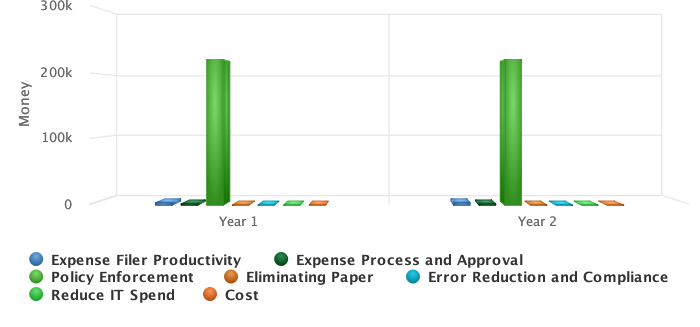 300k
200k
100k
0
Money
Year 1 Year 2
Expense Filer Productivity Expense Process and Approval
Policy Enforcement Eliminating Paper Error Reduction and Compliance
Reduce IT Spend Cost